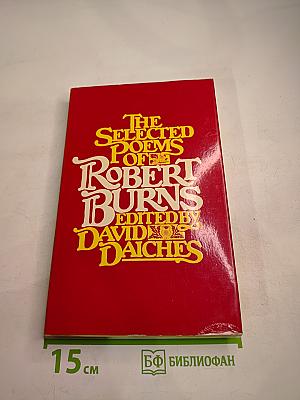 THE
SELECTED
POEMS
OF
ROBERT
BURNS
EDITED BY
DAVID
DAICHES
15 см БФ БИБЛИОФАН